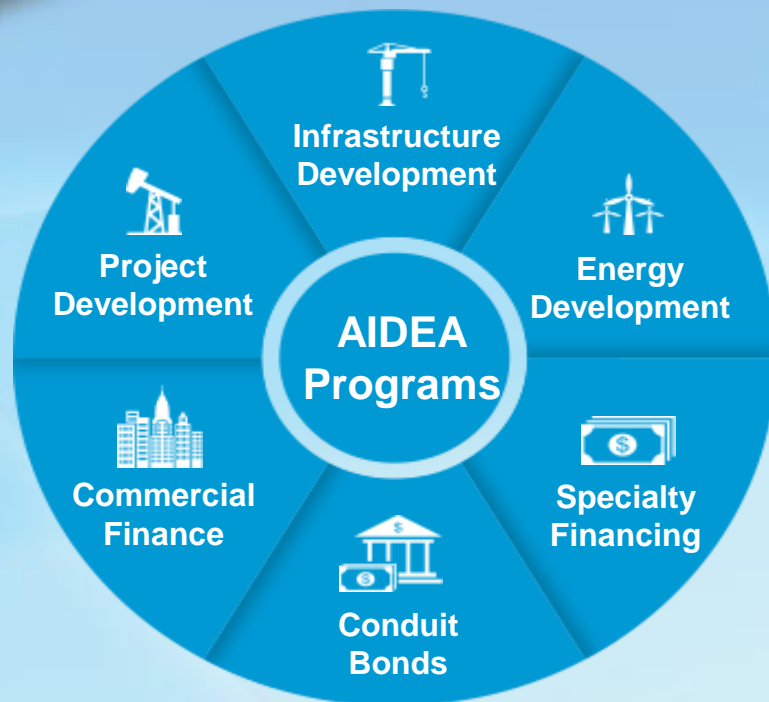 Infrastructure
Development
Energy
Development
Specialty
Financing
Conduit
Bonds
Commercial
Finance
Project
Development
AIDEA
Programs